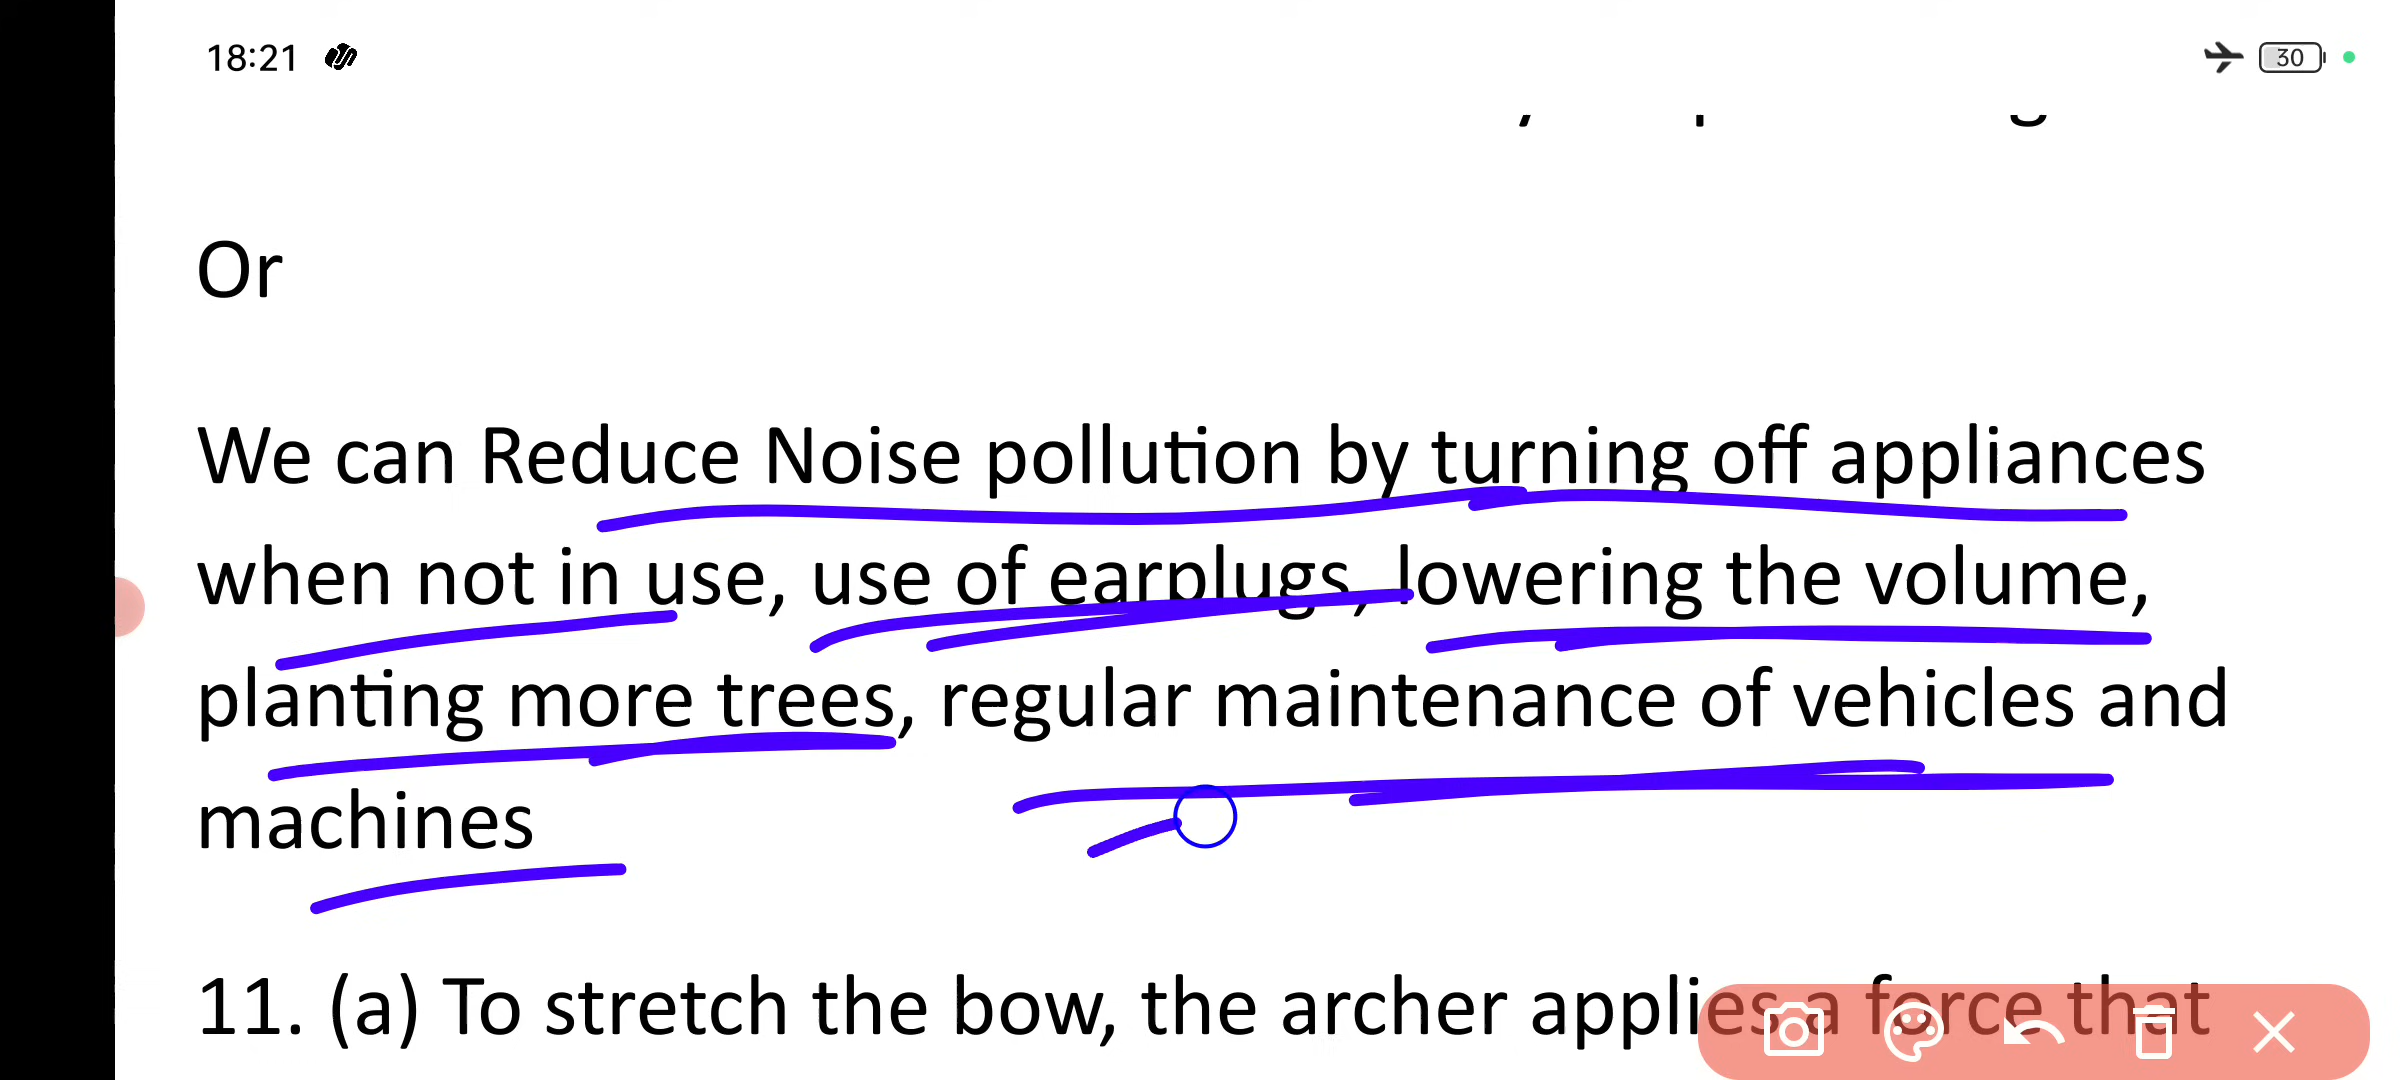 18:21
30
Or
We can Reduce Noise pollution by turning off appliances
when not in use, use of earplugs, lowering the volume,
planting more trees, regular maintenance of vehicles and
machines
11. (a) To stretch the bow, the archer applies a force that